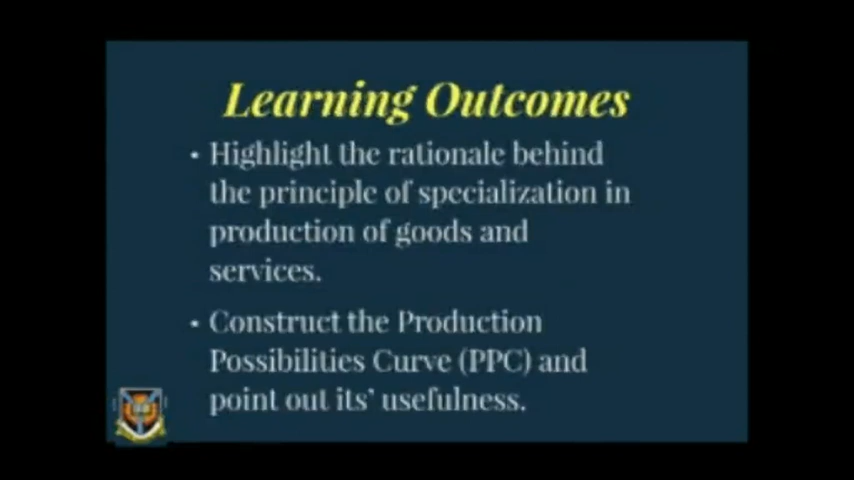 Learning Outcomes
• Highlight the rationale behind
the principle of specialization in
production of goods and
services.
• Construct the Production
Possibilities Curve (PPC) and
point out its’ usefulness.